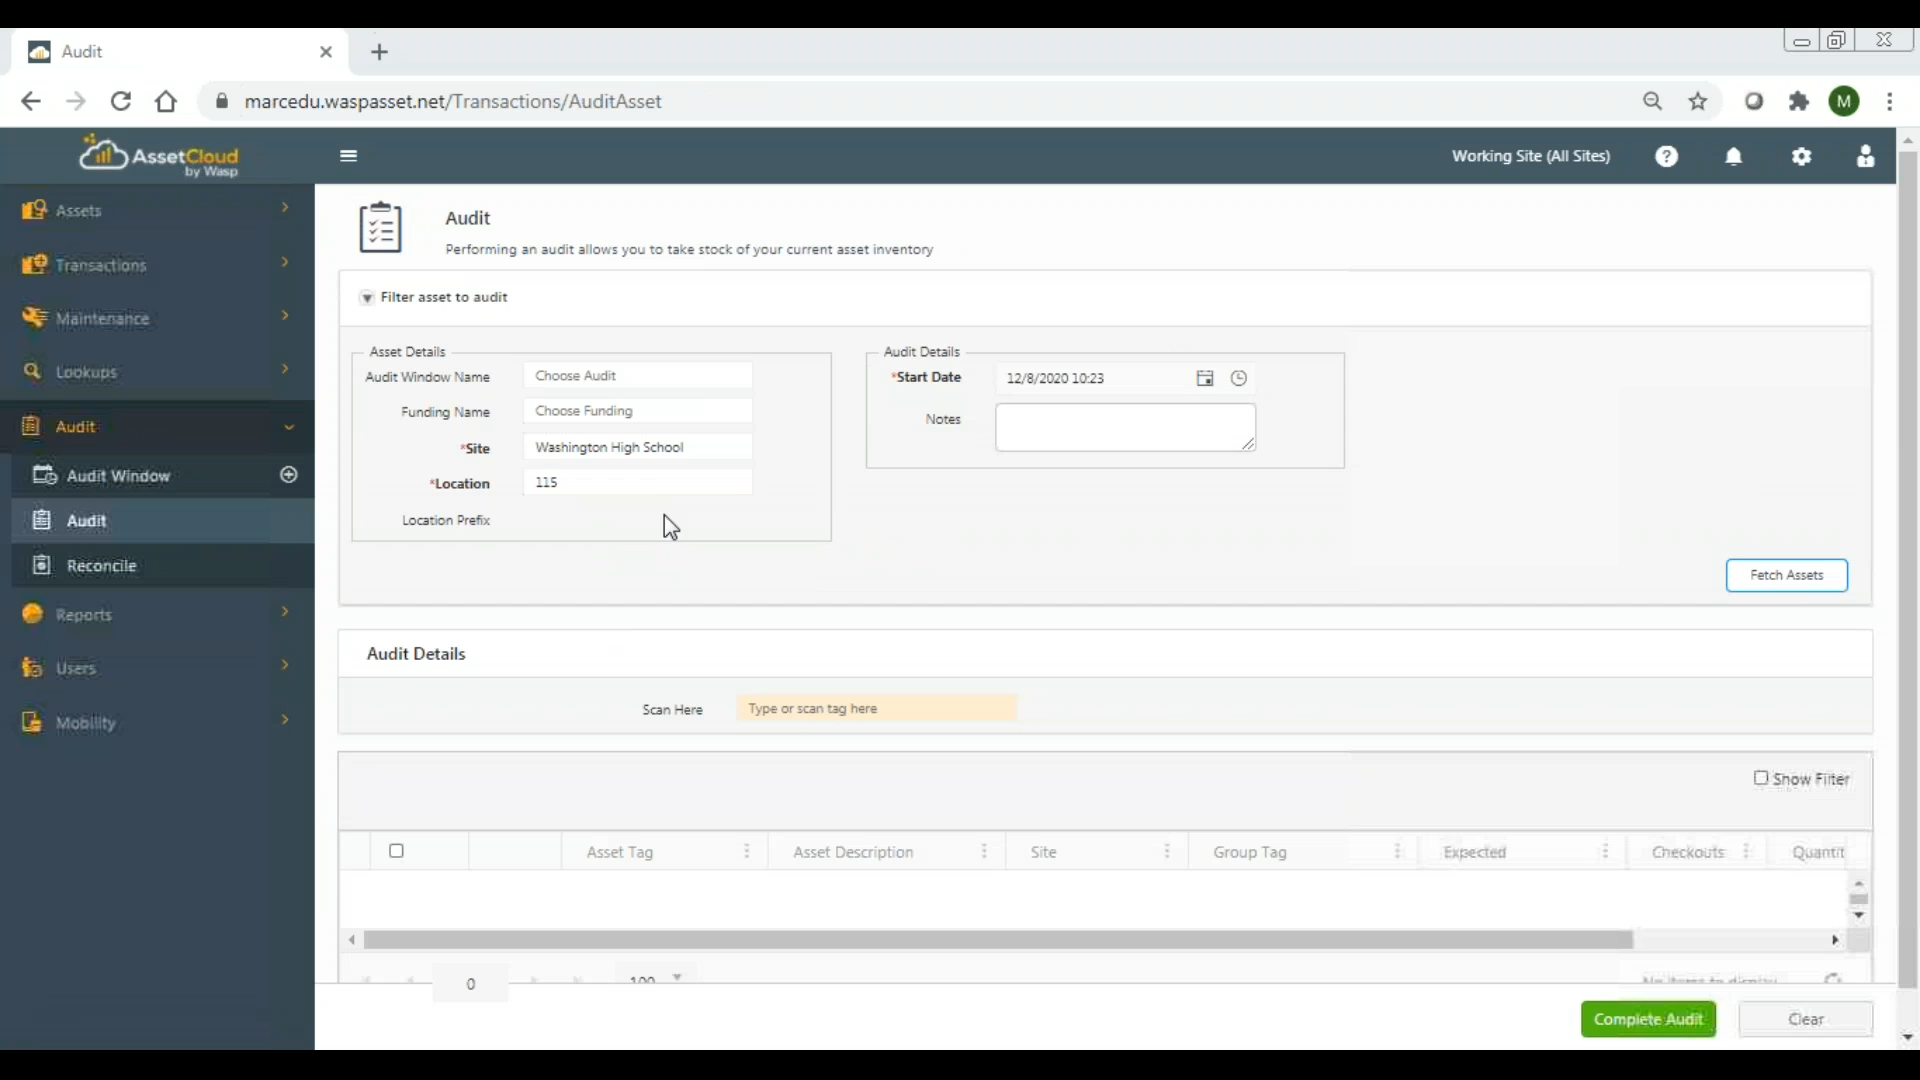 Audit
marcedu.waspasset.net/Transactions/AuditAsset
M
AssetCloud
by Wasp
Working Site (All Sites)
Assets
Transactions
Maintenance
Lookups
Audit
Audit Window
Audit
Reconcile
Reports
Users
Mobility
Audit
Performing an audit allows you to take stock of your current asset inventory
Filter asset to audit
Asset Details
Audit Window Name Choose Audit
Funding Name Choose Funding
*Site Washington High School
*Location 115
Location Prefix
Audit Details
*Start Date 12/8/2020 10:23
Notes
Fetch Assets
Audit Details
Scan Here Type or scan tag here
Show Filter
Asset Tag Asset Description Site Group Tag Expected Checkouts Quantit
0 100 No items to display
Complete Audit Clear